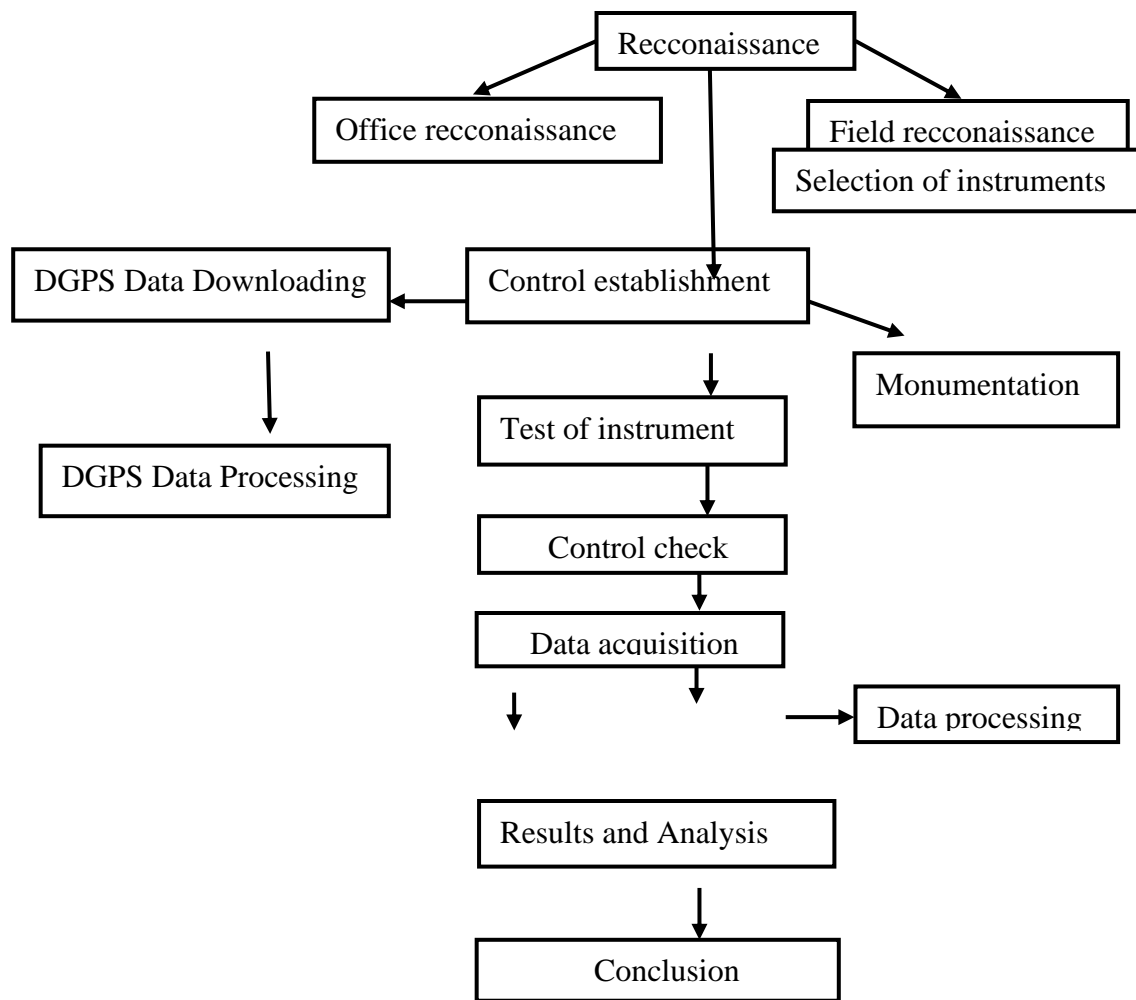 Recconaissance
Office recconaissance
Field recconaissance
Selection of instruments
DGPS Data Downloading
Control establishment
Monumentation
Test of instrument
DGPS Data Processing
Control check
Data acquisition
Data processing
Results and Analysis
Conclusion